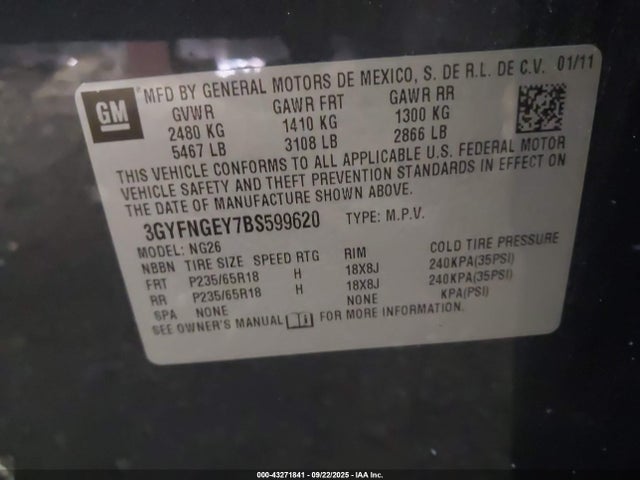 GM
MFD BY GENERAL MOTORS DE MEXICO, S. DE R.L. DE C.V. 01/11
GVWR GAWR FRT GAWR RR
2480 KG 1410 KG 1300 KG
5467 LB 3108 LB 2866 LB
THIS VEHICLE CONFORMS TO ALL APPLICABLE U.S. FEDERAL MOTOR
VEHICLE SAFETY AND THEFT PREVENTION STANDARDS IN EFFECT ON
THE DATE OF MANUFACTURE SHOWN ABOVE.
3GYFNGEY7BS599620 TYPE: M.P.V.
MODEL: NG26
NBBN TIRE SIZE SPEED RTG RIM COLD TIRE PRESSURE
FRT P235/65R18 H 18X8J 240KPA(35PSI)
RR P235/65R18 H 18X8J 240KPA(35PSI)
SPA NONE NONE KPA(PSI)
SEE OWNER'S MANUAL FOR MORE INFORMATION.
000-43271841 - 09/22/2025 - IAA Inc.